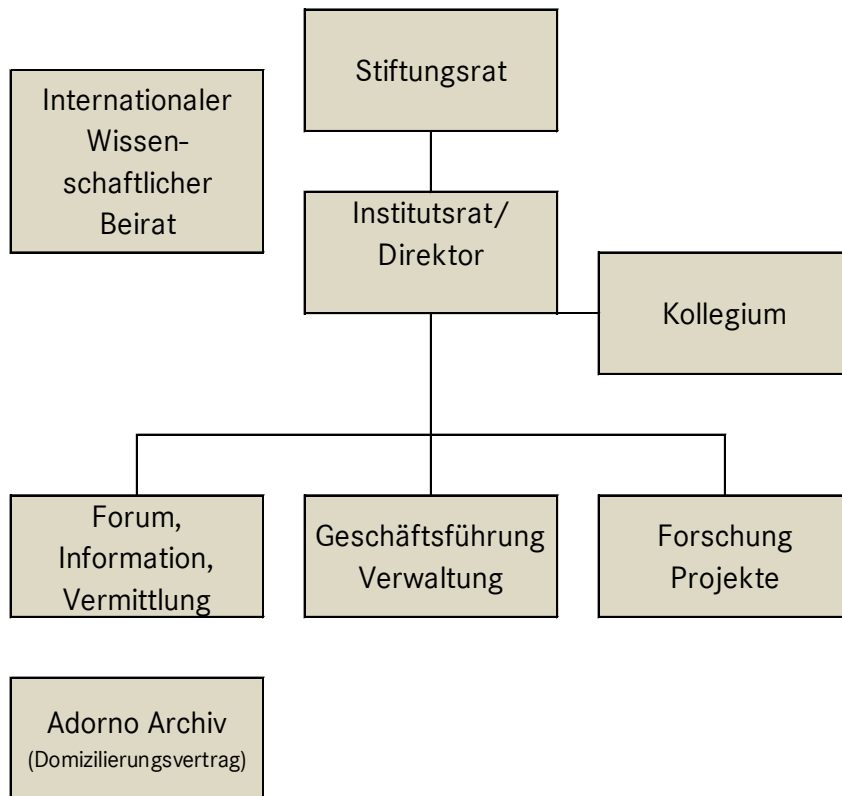 Stiftungsrat
Internationaler
Wissen-
schaftlicher
Beirat
Institutsrat/
Direktor
Kollegium
Forum,
Information,
Vermittlung
Geschäftsführung
Verwaltung
Forschung
Projekte
Adorno Archiv
(Domizilierungsvertrag)